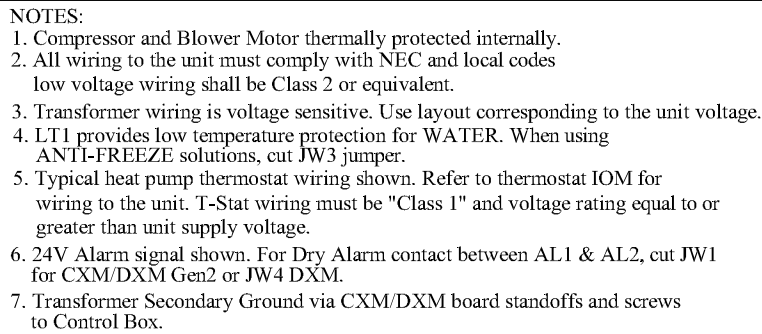 NOTES:
1. Compressor and Blower Motor thermally protected internally.
2. All wiring to the unit must comply with NEC and local codes
low voltage wiring shall be Class 2 or equivalent.
3. Transformer wiring is voltage sensitive. Use layout corresponding to the unit voltage.
4. LT1 provides low temperature protection for WATER. When using
ANTI-FREEZE solutions, cut JW3 jumper.
5. Typical heat pump thermostat wiring shown. Refer to thermostat IOM for
wiring to the unit. T-Stat wiring must be "Class 1" and voltage rating equal to or
greater than unit supply voltage.
6. 24V Alarm signal shown. For Dry Alarm contact between AL1 & AL2, cut JW1
for CXM/DXM Gen2 or JW4 DXM.
7. Transformer Secondary Ground via CXM/DXM board standoffs and screws
to Control Box.